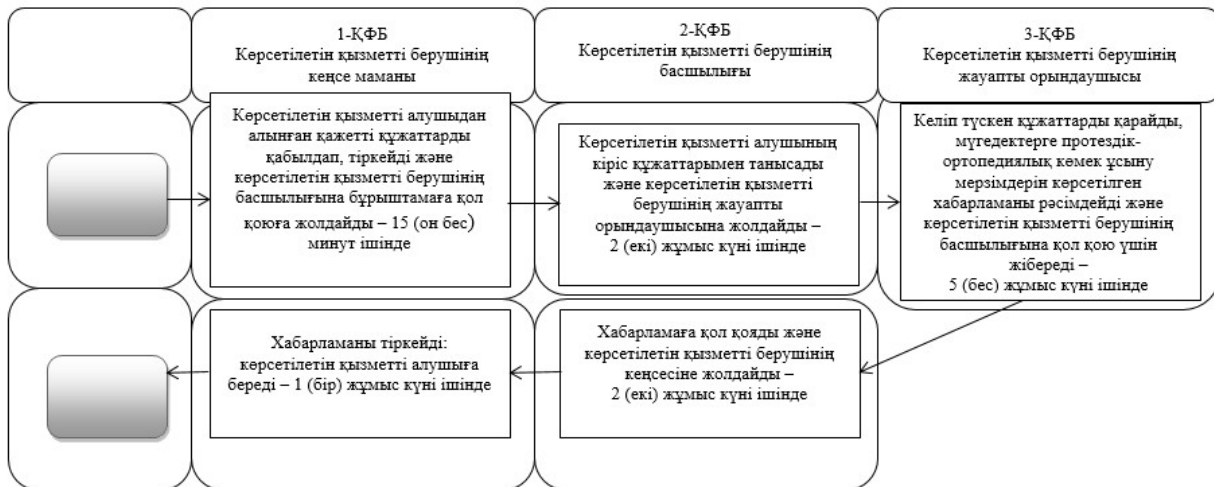 1-ҚФБ
Көрсетілетін қызметті берушінің
кеңсе маманы
2-ҚФБ
Көрсетілетін қызметті берушінің
басшылығы
3-ҚФБ
Көрсетілетін қызметті берушінің
жауапты орындаушысы
Көрсетілетін қызметті алушыдан
алынған қажетті құжаттарды
қабылдап, тіркейді және
көрсетілетін қызметті берушінің
басшылығына бұрыштамаға қол
қоюға жолдайды – 15 (он бес)
минут ішінде
Көрсетілетін қызметті алушының
кіріс құжаттарымен танысады
және көрсетілетін қызметті
берушінің жауапты
орындаушысына жолдайды –
2 (екі) жұмыс күні ішінде
Келіп түскен құжаттарды қарайды,
мүгедектерге протездік-
ортопедиялық көмек ұсыну
мерзімдерін көрсетілген
хабарламаны рәсімдейді және
көрсетілетін қызметті берушінің
басшылығына қол қою үшін
жібереді –
5 (бес) жұмыс күні ішінде
Хабарламаны тіркейді:
көрсетілетін қызметті алушыға
береді – 1 (бір) жұмыс күні ішінде
Хабарламаға қол қояды және
көрсетілетін қызметті берушінің
кеңсесіне жолдайды –
2 (екі) жұмыс күні ішінде